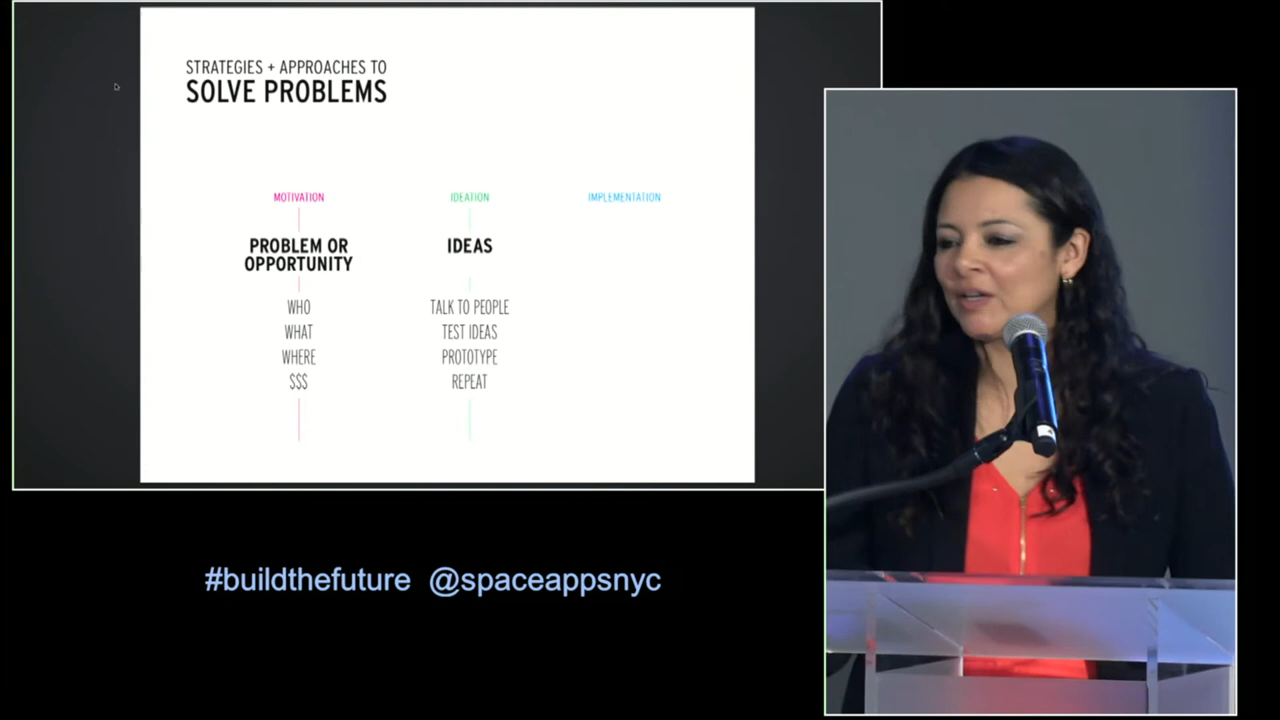 STRATEGIES + APPROACHES TO
SOLVE PROBLEMS
MOTIVATION
PROBLEM OR
OPPORTUNITY
WHO
WHAT
WHERE
$$$
IDEATION
IDEAS
TALK TO PEOPLE
TEST IDEAS
PROTOTYPE
REPEAT
IMPLEMENTATION
#buildthefuture @spaceappsnyc